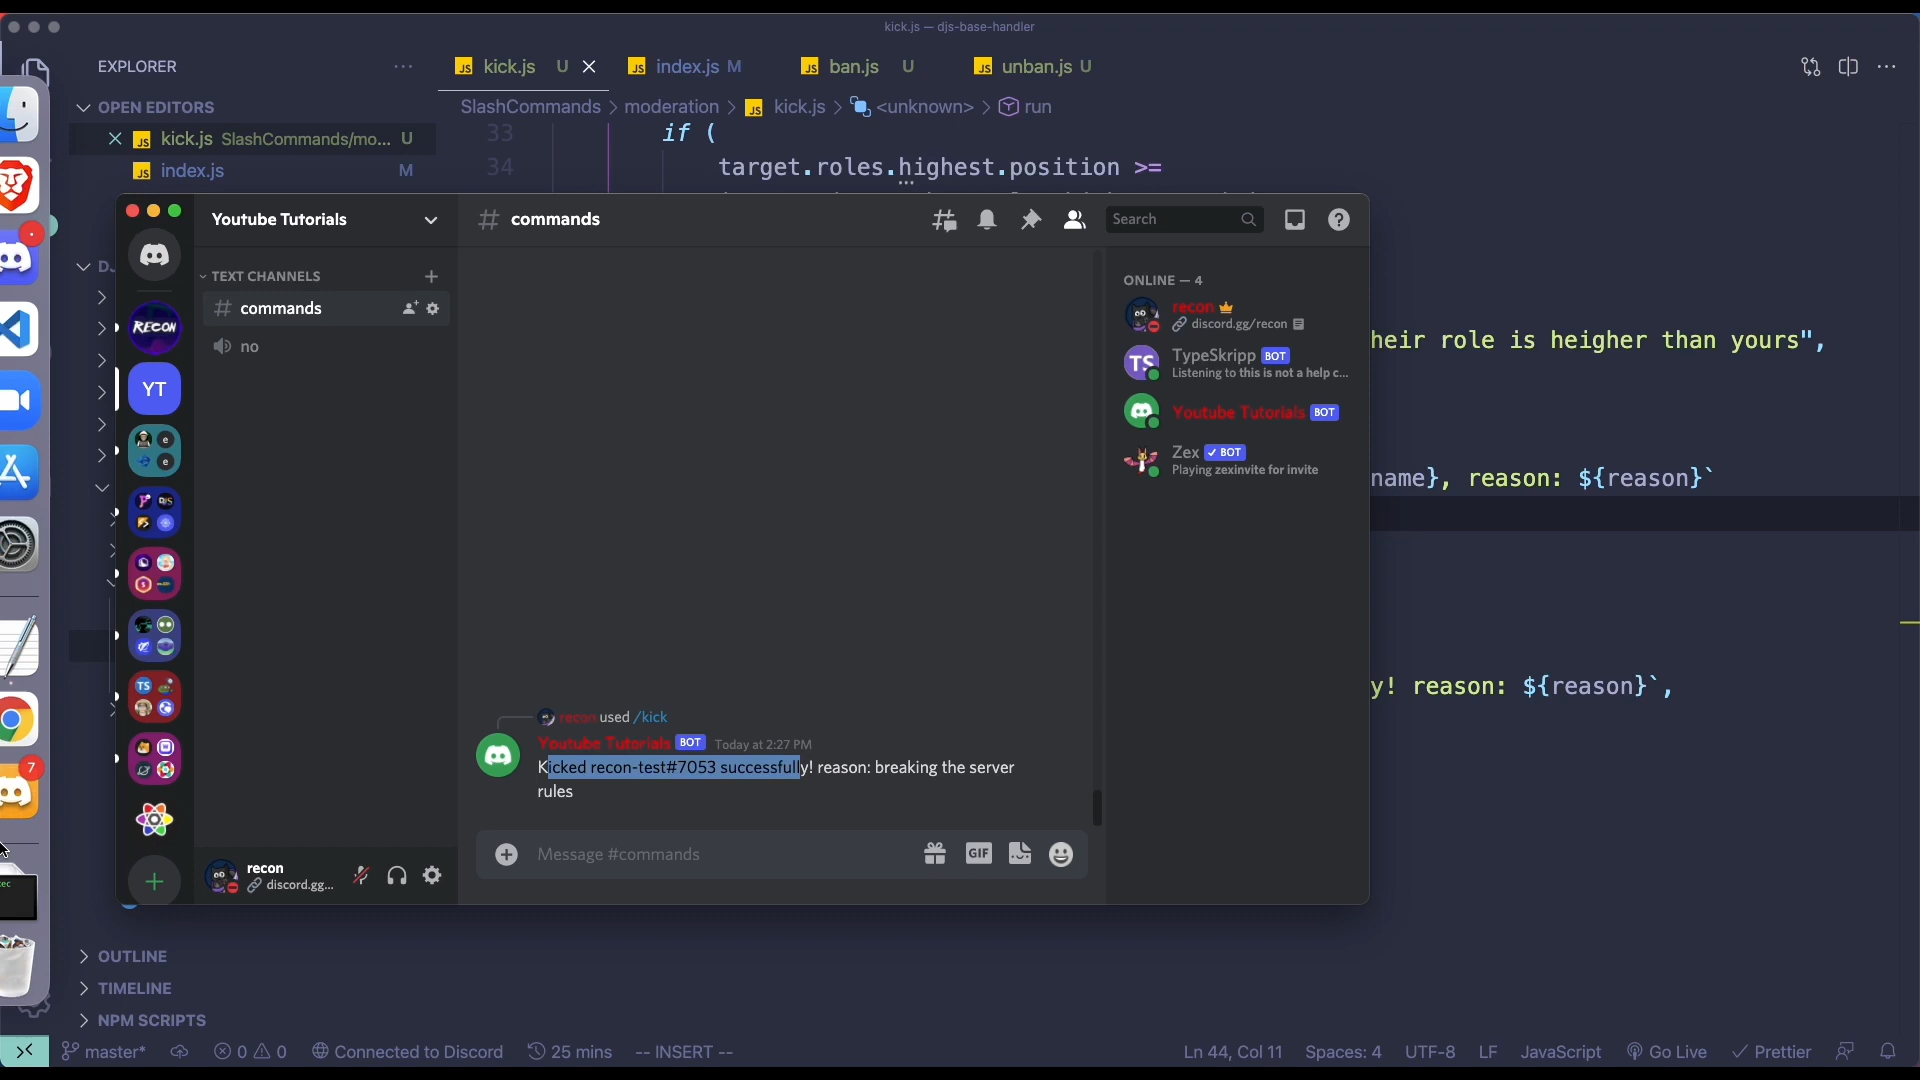 kick.js — djs-base-handler
EXPLORER
kick.js U
index.js M
ban.js U
unban.js U
OPEN EDITORS
SlashCommands > moderation > kick.js > <unknown> > run
kick.js SlashCommands/mo... U
index.js M
33 if (
34 target.roles.highest.position >=
heir role is heigher than yours",
name}, reason: ${reason}`
y! reason: ${reason}`,
Youtube Tutorials
# commands
Search
TEXT CHANNELS
# commands
no
RECON
YT
ONLINE — 4
recon
discord.gg/recon
TypeSkripp BOT
Listening to this is not a help c...
Youtube Tutorials BOT
Zex ✓ BOT
Playing zexinvite for invite
recon used /kick
Youtube Tutorials BOT Today at 2:27 PM
Kicked recon-test#7053 successfully! reason: breaking the server
rules
Message #commands
GIF
recon
discord.gg...
7
OUTLINE
TIMELINE
NPM SCRIPTS
master*
0 0
Connected to Discord
25 mins
-- INSERT --
Ln 44, Col 11
Spaces: 4
UTF-8
LF
JavaScript
Go Live
Prettier